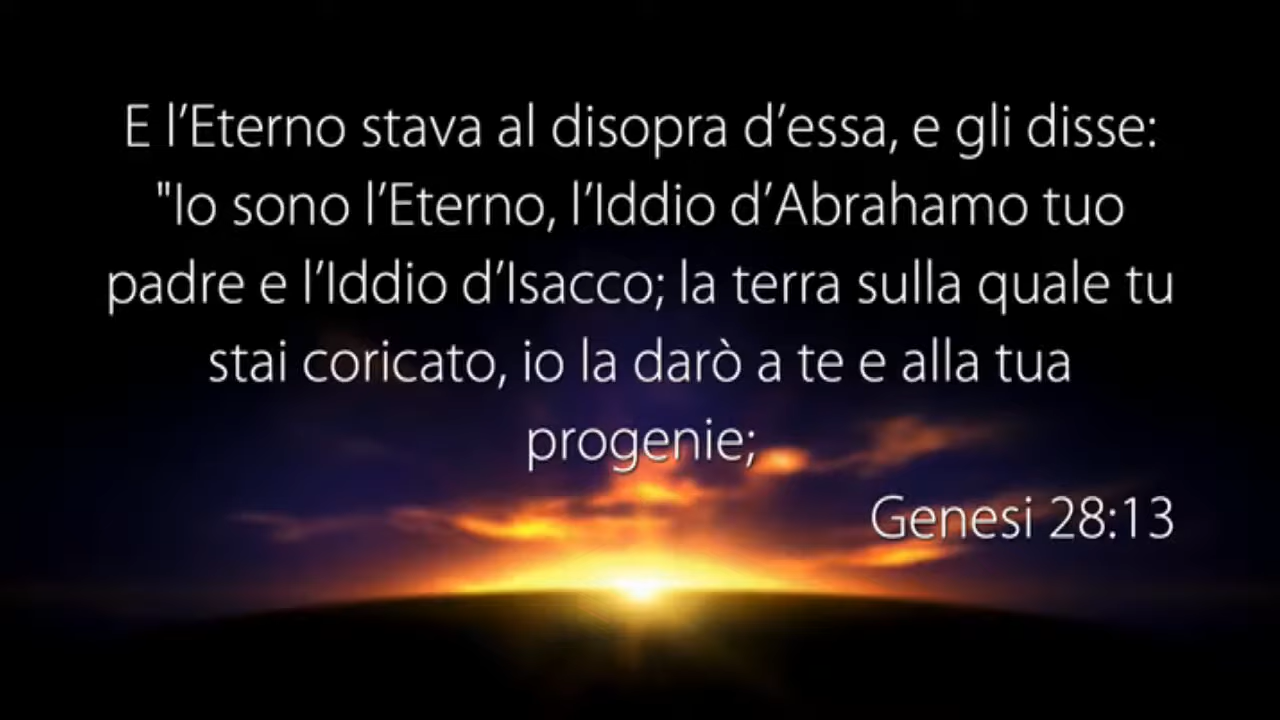 E l’Eterno stava al disopra d’essa, e gli disse:
"Io sono l’Eterno, l’Iddio d’Abrahamo tuo
padre e l’Iddio d’Isacco; la terra sulla quale tu
stai coricato, io la darò a te e alla tua
progenie;
Genesi 28:13